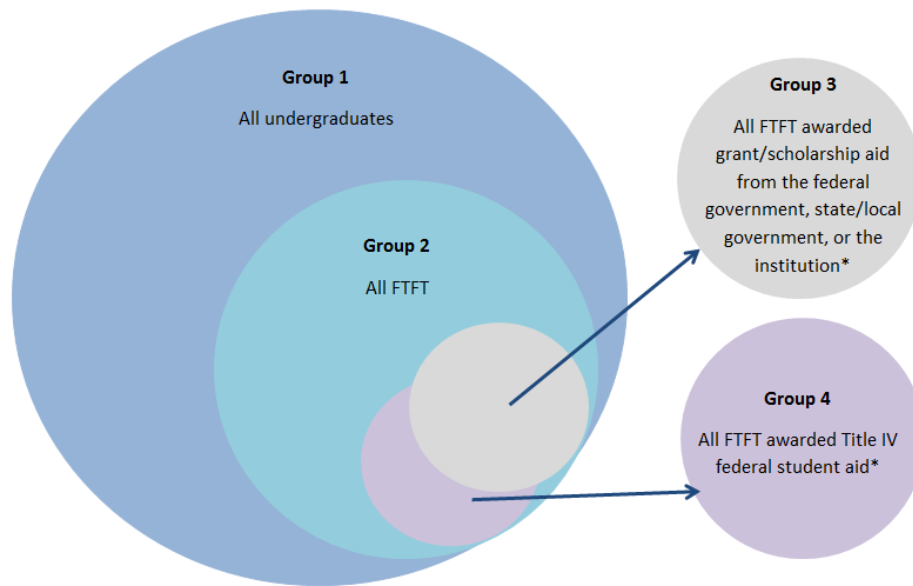 Group 1
All undergraduates
Group 2
All FTFT
Group 3
All FTFT awarded
grant/scholarship aid
from the federal
government, state/local
government, or the
institution*
Group 4
All FTFT awarded Title IV
federal student aid*